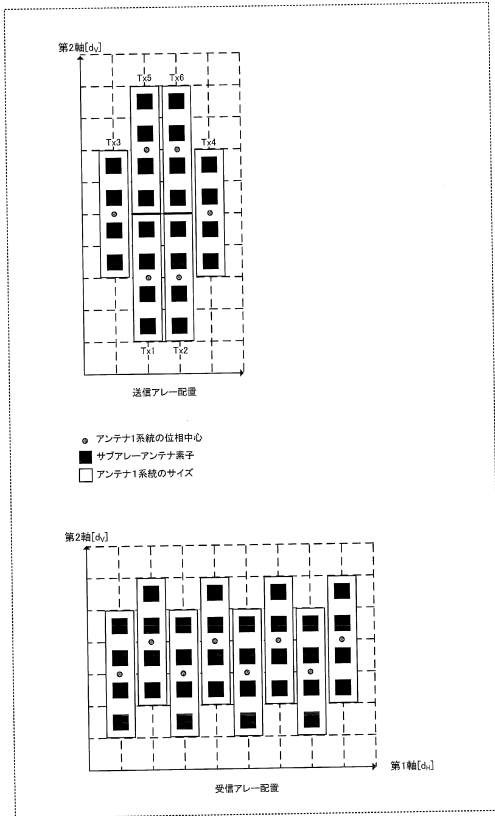 第2軸[dV]
Tx5 Tx6
Tx3 Tx4
Tx1 Tx2
送信アレー配置
アンテナ1系統の位相中心
サブアレーアンテナ素子
アンテナ1系統のサイズ
第2軸[dV]
第1軸[dH]
受信アレー配置